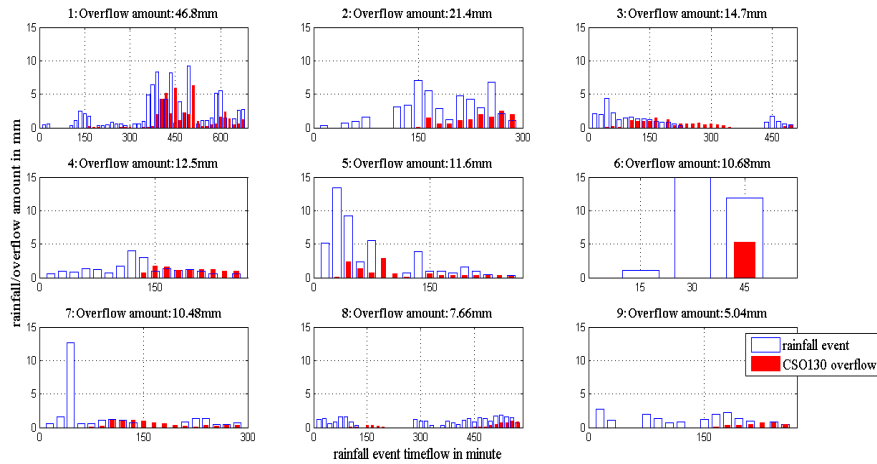 1:Overflow amount:46.8mm
2:Overflow amount:21.4mm
3:Overflow amount:14.7mm
15
10
5
0
0 150 300 450 600
15
10
5
0
150 300
15
10
5
0
0 150 300 450
4:Overflow amount:12.5mm
5:Overflow amount:11.6mm
6:Overflow amount:10.68mm
15
10
5
0
150
15
10
5
0
0 150
15
10
5
0
15 30 45
7:Overflow amount:10.48mm
8:Overflow amount:7.66mm
9:Overflow amount:5.04mm
15
10
5
0
0 150 300
15
10
5
0
0 150 300 450
15
10
5
0
150
rainfall event
CSO130 overflow
rainfall/overflow amount in mm
rainfall event timeflow in minute